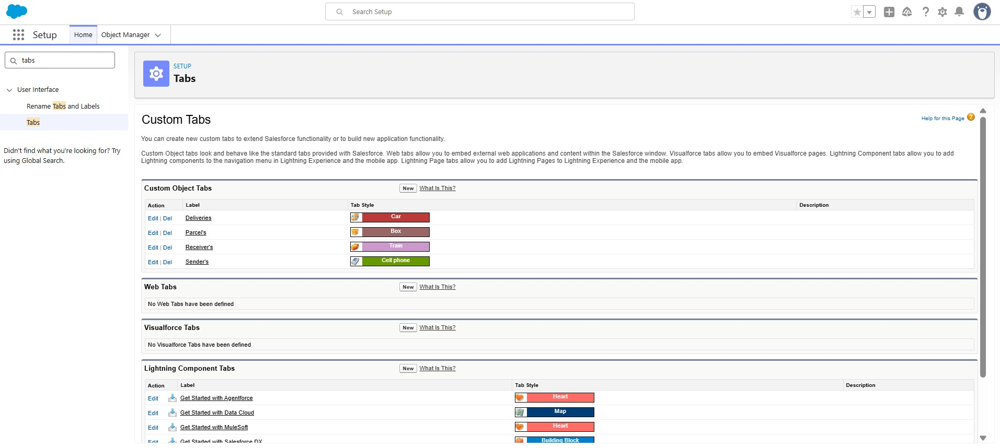 Search Setup
Setup
Home
Object Manager
tabs
User Interface
Rename Tabs and Labels
Tabs
Didn't find what you're looking for? Try
using Global Search.
SETUP
Tabs
Custom Tabs
Help for this Page
You can create new custom tabs to extend Salesforce functionality or to build new application functionality.
Custom Object tabs look and behave like the standard tabs provided with Salesforce. Web tabs allow you to embed external web applications and content within the Salesforce window. Visualforce tabs allow you to embed Visualforce pages. Lightning Component tabs allow you to add
Lightning components to the navigation menu in Lightning Experience and the mobile app. Lightning Page tabs allow you to add Lightning Pages to Lightning Experience and the mobile app.
Custom Object Tabs New What Is This?
Action Label Tab Style Description
Edit | Del Deliveries Car
Edit | Del Parcel's Box
Edit | Del Receiver's Train
Edit | Del Sender's Cell phone
Web Tabs New What Is This?
No Web Tabs have been defined
Visualforce Tabs New What Is This?
No Visualforce Tabs have been defined
Lightning Component Tabs New What Is This?
Action Label Tab Style Description
Edit Get Started with Agentforce Heart
Edit Get Started with Data Cloud Map
Edit Get Started with MuleSoft Heart
Edit Get Started with Salesforce DX Building Block